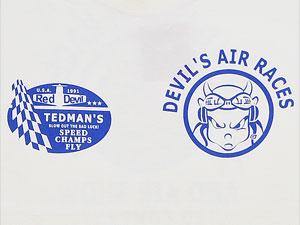 U.S.A. 1991
Red Devil
TEDMAN'S
BLOW OUT THE BAD LUCK!
SPEED
CHAMPS
FLY
DEVIL'S AIR RACES